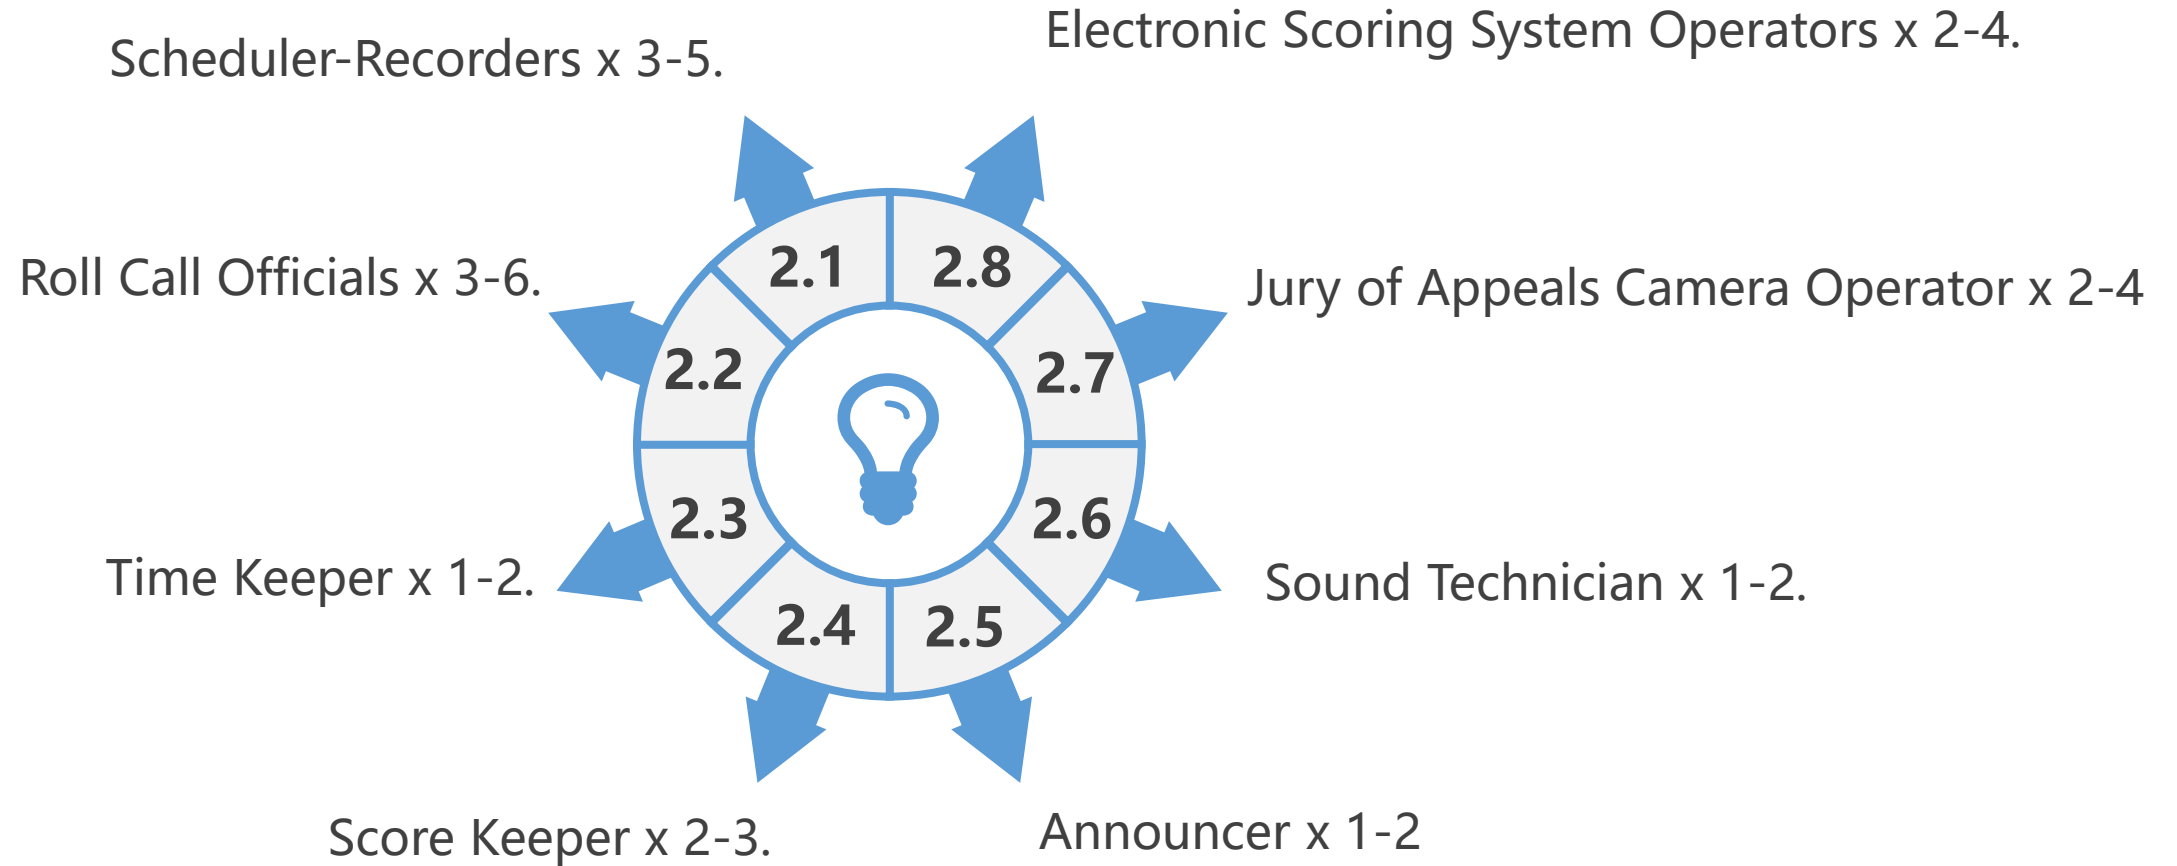 Electronic Scoring System Operators x 2-4.
Scheduler-Recorders x 3-5.
2.1
2.8
Roll Call Officials x 3-6.
Jury of Appeals Camera Operator x 2-4
2.2
2.7
2.3
2.6
Time Keeper x 1-2.
Sound Technician x 1-2.
2.4
2.5
Score Keeper x 2-3.
Announcer x 1-2